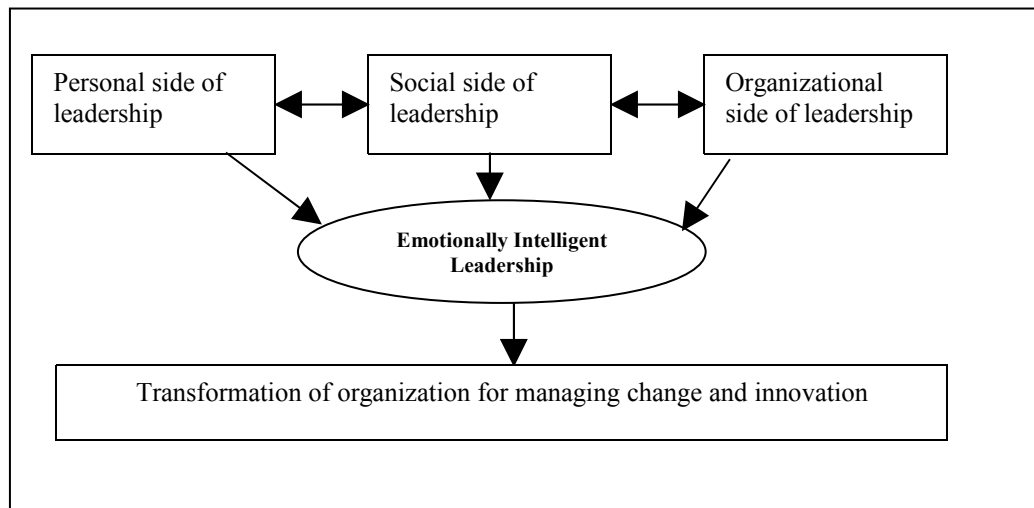 Personal side of
leadership
Social side of
leadership
Organizational
side of leadership
Emotionally Intelligent
Leadership
Transformation of organization for managing change and innovation